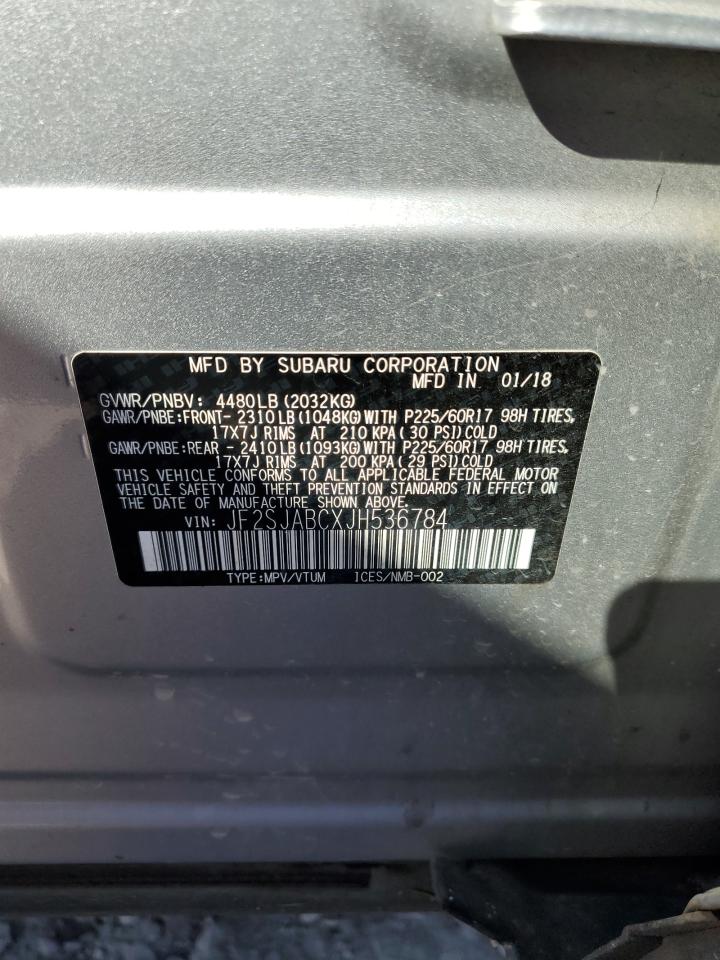 MFD BY SUBARU CORPORATION
MFD IN 01/18
GVWR/PNBV: 4480LB (2032KG)
GAWR/PNBE:FRONT- 2310LB (1048KG) WITH P225/60R17 98H TIRES,
17X7J RIMS AT 210 KPA (30 PSI) COLD
GAWR/PNBE:REAR - 2410LB (1093KG) WITH P225/60R17 98H TIRES,
17X7J RIMS AT 200 KPA (29 PSI) COLD
THIS VEHICLE CONFORMS TO ALL APPLICABLE FEDERAL MOTOR
VEHICLE SAFETY AND THEFT PREVENTION STANDARDS IN EFFECT ON
THE DATE OF MANUFACTURE SHOWN ABOVE.
VIN: JF2SJABCXJH536784
TYPE:MPV/VTUM ICES/NMB-002